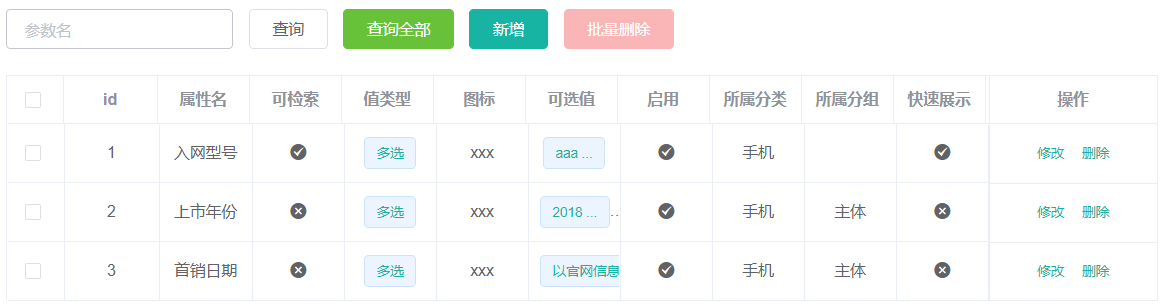 参数名 查询 查询全部 新增 批量删除
id 属性名 可检索 值类型 图标 可选值 启用 所属分类 所属分组 快速展示 操作
1 入网型号 多选 xxx aaa ... 手机 修改 删除
2 上市年份 多选 xxx 2018 ... ... 手机 主体 修改 删除
3 首销日期 多选 xxx 以官网信息 手机 主体 修改 删除